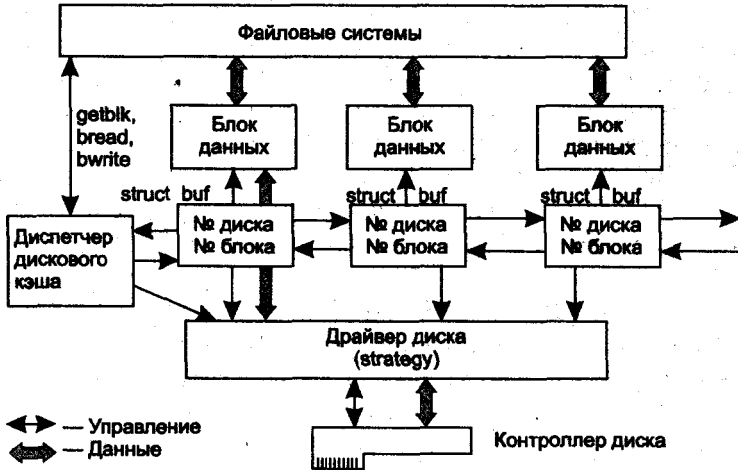 Файловые системы
getblk,
bread,
bwrite
Блок
данных
Блок
данных
Блок
данных
struct buf
struct buf
struct buf
Диспетчер
дискового
кэша
№ диска
№ блока
№ диска
№ блока
№ диска
№ блока
Драйвер диска
(strategy)
— Управление
— Данные
Контроллер диска